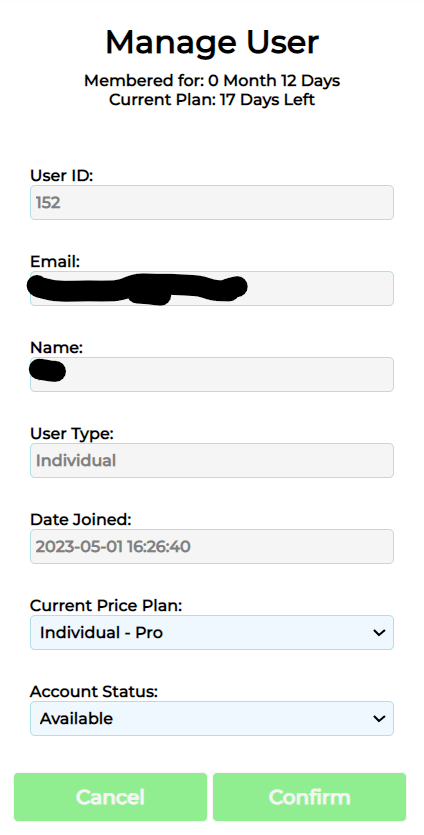 Manage User
Membered for: 0 Month 12 Days
Current Plan: 17 Days Left
User ID:
152
Email:
Name:
User Type:
Individual
Date Joined:
2023-05-01 16:26:40
Current Price Plan:
Individual - Pro
Account Status:
Available
Cancel
Confirm